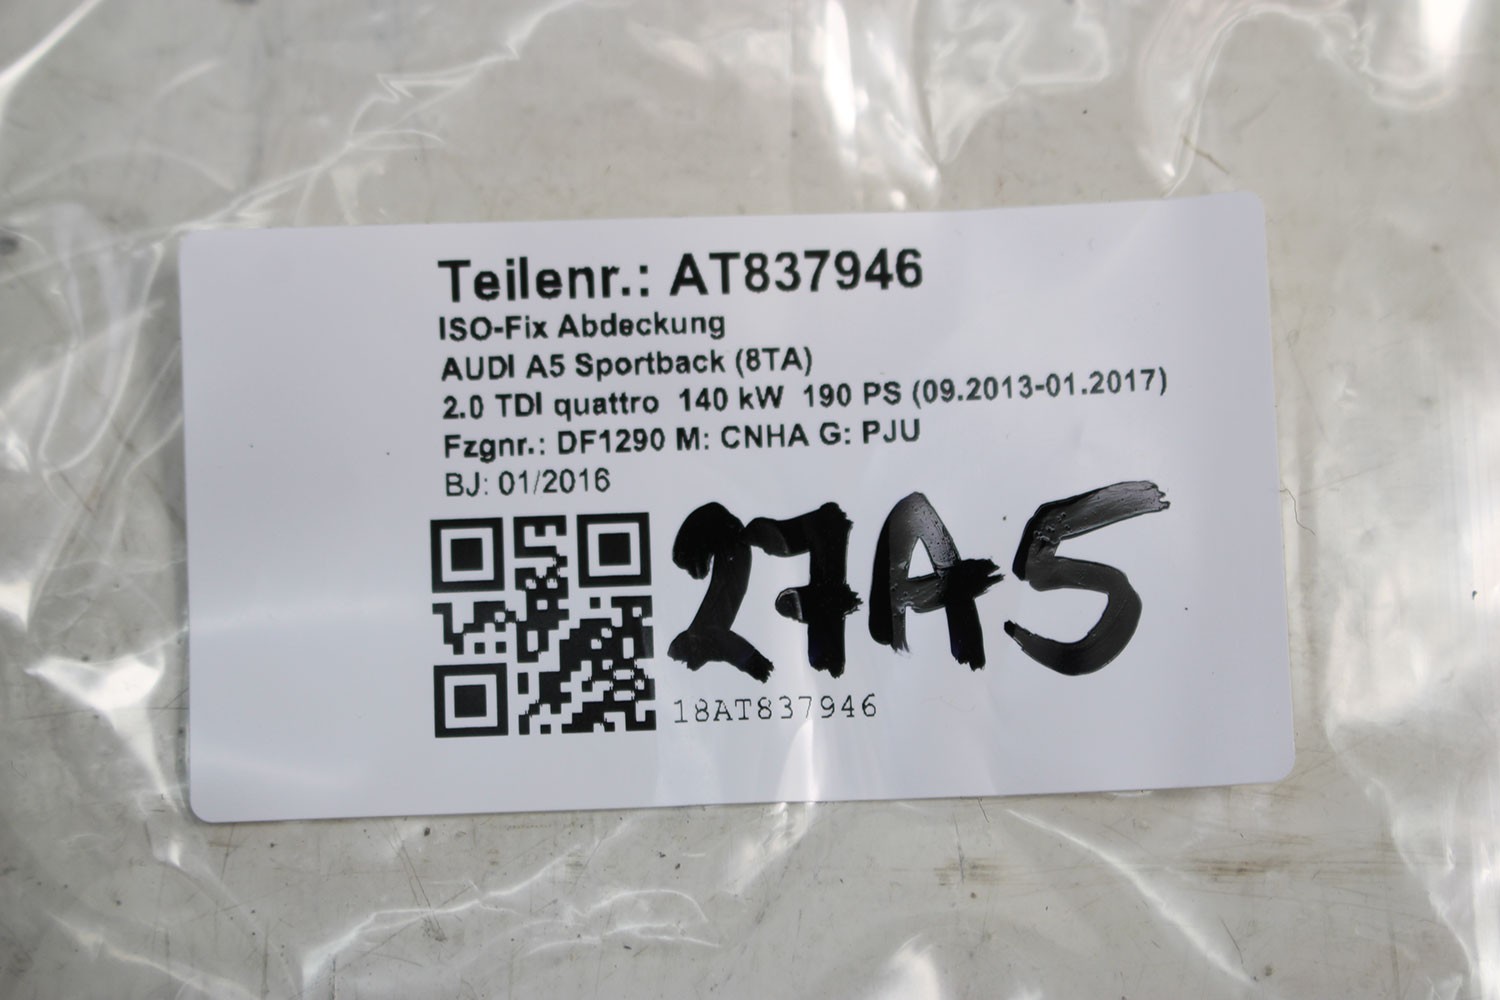 Teilenr.: AT837946
ISO-Fix Abdeckung
AUDI A5 Sportback (8TA)
2.0 TDI quattro 140 kW 190 PS (09.2013-01.2017)
Fzgnr.: DF1290 M: CNHA G: PJU
BJ: 01/2016
27A5
18AT837946